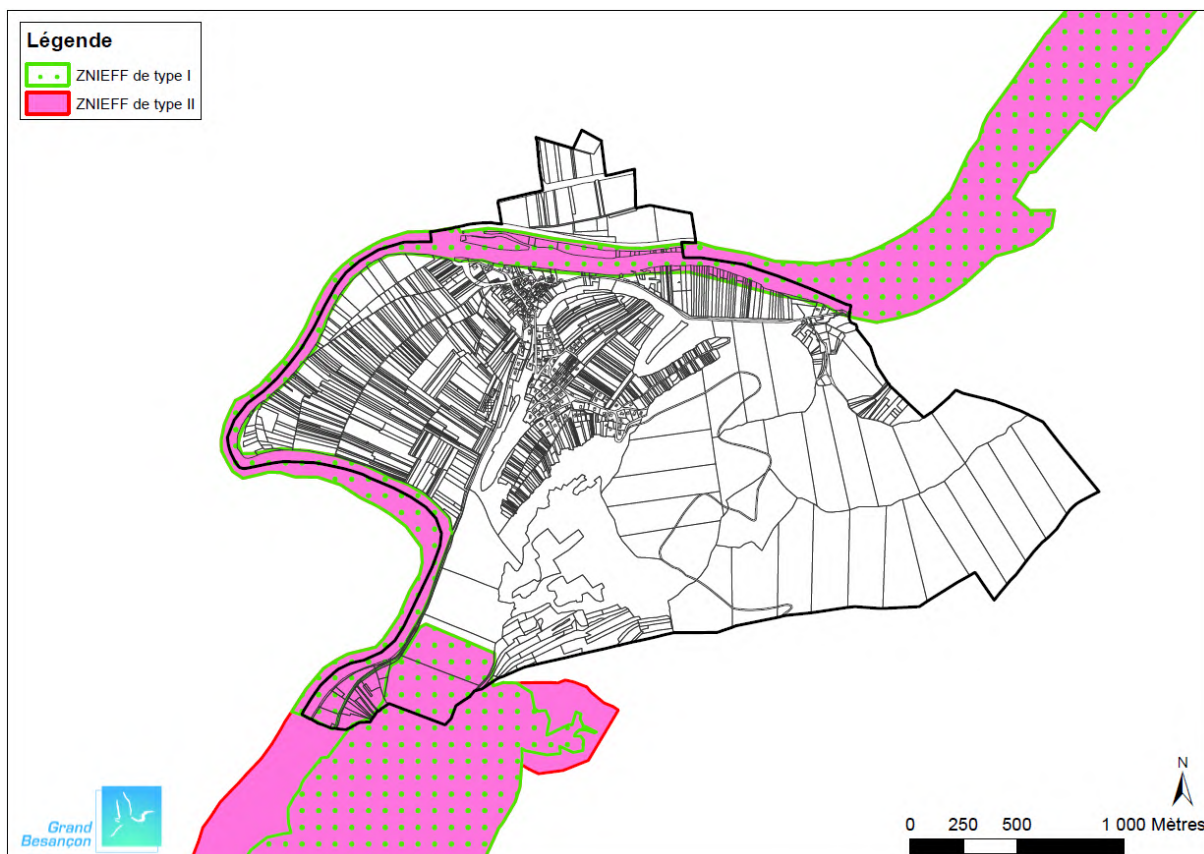 Légende
ZNIEFF de type I
ZNIEFF de type II
N
Grand
Besançon
0 250 500 1 000 Mètres